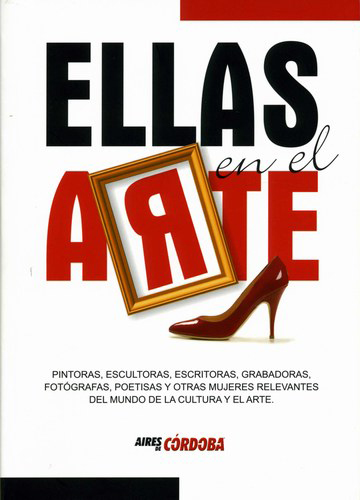 ELLAS
en el
ARTE
PINTORAS, ESCULTORAS, ESCRITORAS, GRABADORAS,
FOTÓGRAFAS, POETISAS Y OTRAS MUJERES RELEVANTES
DEL MUNDO DE LA CULTURA Y EL ARTE.
AIRES DE CÓRDOBA